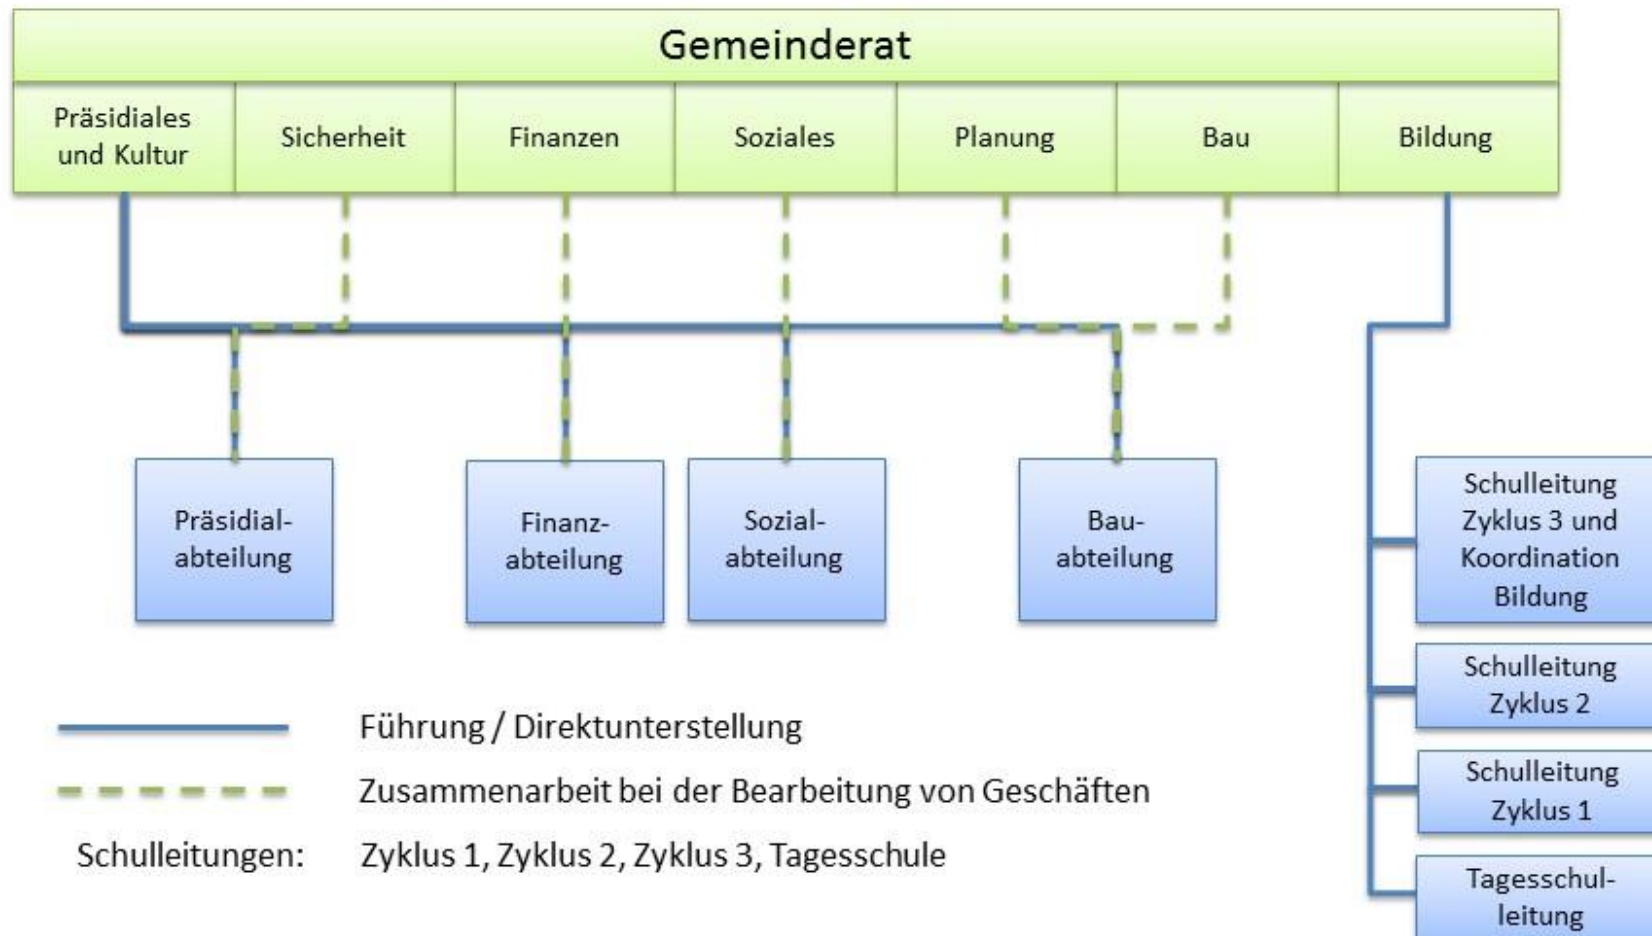 Gemeinderat
Präsidiales
und Kultur
Sicherheit
Finanzen
Soziales
Planung
Bau
Bildung
Präsidial-
abteilung
Finanz-
abteilung
Sozial-
abteilung
Bau-
abteilung
Schulleitung
Zyklus 3 und
Koordination
Bildung
Schulleitung
Zyklus 2
Schulleitung
Zyklus 1
Tagesschul-
leitung
Führung / Direktunterstellung
Zusammenarbeit bei der Bearbeitung von Geschäften
Schulleitungen: Zyklus 1, Zyklus 2, Zyklus 3, Tagesschule